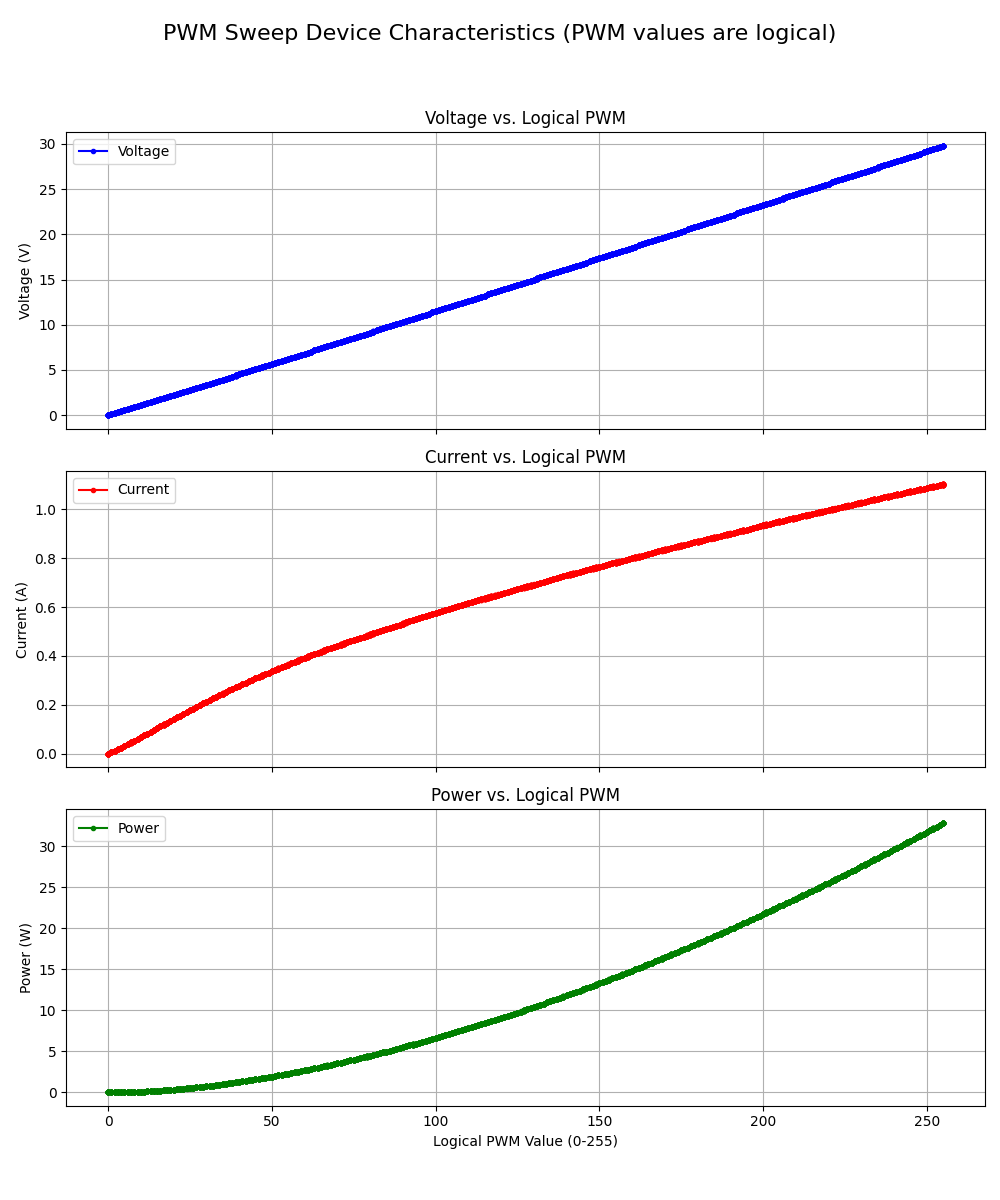 PWM Sweep Device Characteristics (PWM values are logical)
Voltage vs. Logical PWM
Voltage
30
25
20
15
10
5
0
Voltage (V)
Current vs. Logical PWM
Current
1.0
0.8
0.6
0.4
0.2
0.0
Current (A)
Power vs. Logical PWM
Power
30
25
20
15
10
5
0
Power (W)
0 50 100 150 200 250
Logical PWM Value (0-255)